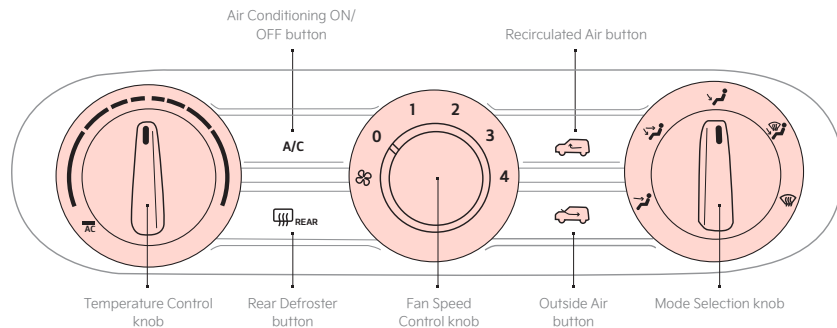 Air Conditioning ON/
OFF button
Recirculated Air button
1
2
0
3
A/C
4
AC
REAR
Temperature Control
knob
Rear Defroster
button
Fan Speed
Control knob
Outside Air
button
Mode Selection knob